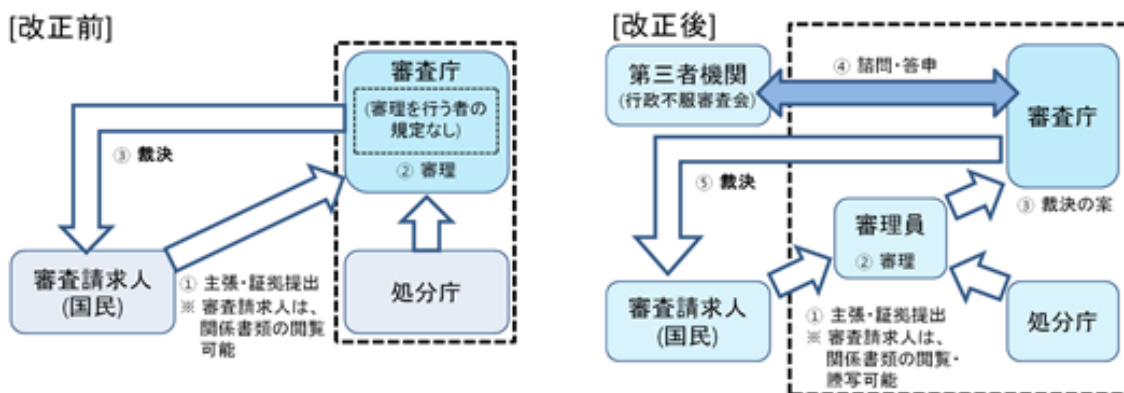 [改正前]
審査庁
(審理を行う者の
規定なし)
② 審理
③ 裁決
審査請求人
(国民)
① 主張・証拠提出
※ 審査請求人は、
関係書類の閲覧
可能
処分庁
[改正後]
第三者機関
(行政不服審査会)
④ 諮問・答申
審査庁
⑤ 裁決
③ 裁決の案
審理員
② 審理
審査請求人
(国民)
① 主張・証拠提出
※ 審査請求人は、
関係書類の閲覧・
謄写可能
処分庁